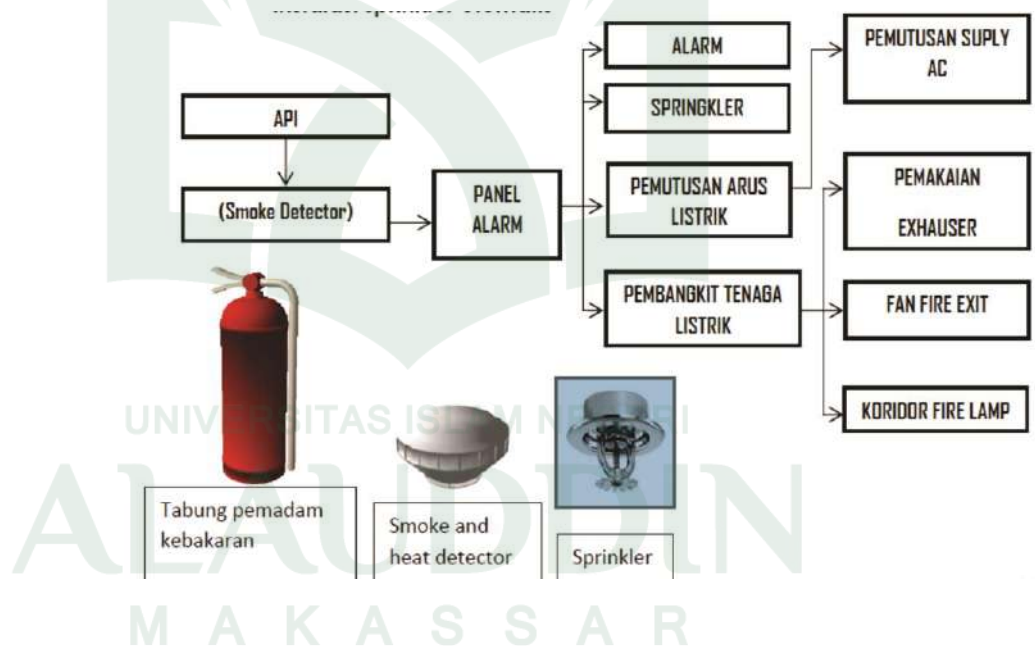 API
(Smoke Detector)
PANEL
ALARM
ALARM
SPRINGKLER
PEMUTUSAN ARUS
LISTRIK
PEMBANGKIT TENAGA
LISTRIK
PEMUTUSAN SUPLY
AC
PEMAKAIAN
EXHAUSER
FAN FIRE EXIT
KORIDOR FIRE LAMP
Tabung pemadam
kebakaran
Smoke and
heat detector
Sprinkler
UNIVERSITAS ISLAM NEGERI
ALAUDDIN
MAKASSAR